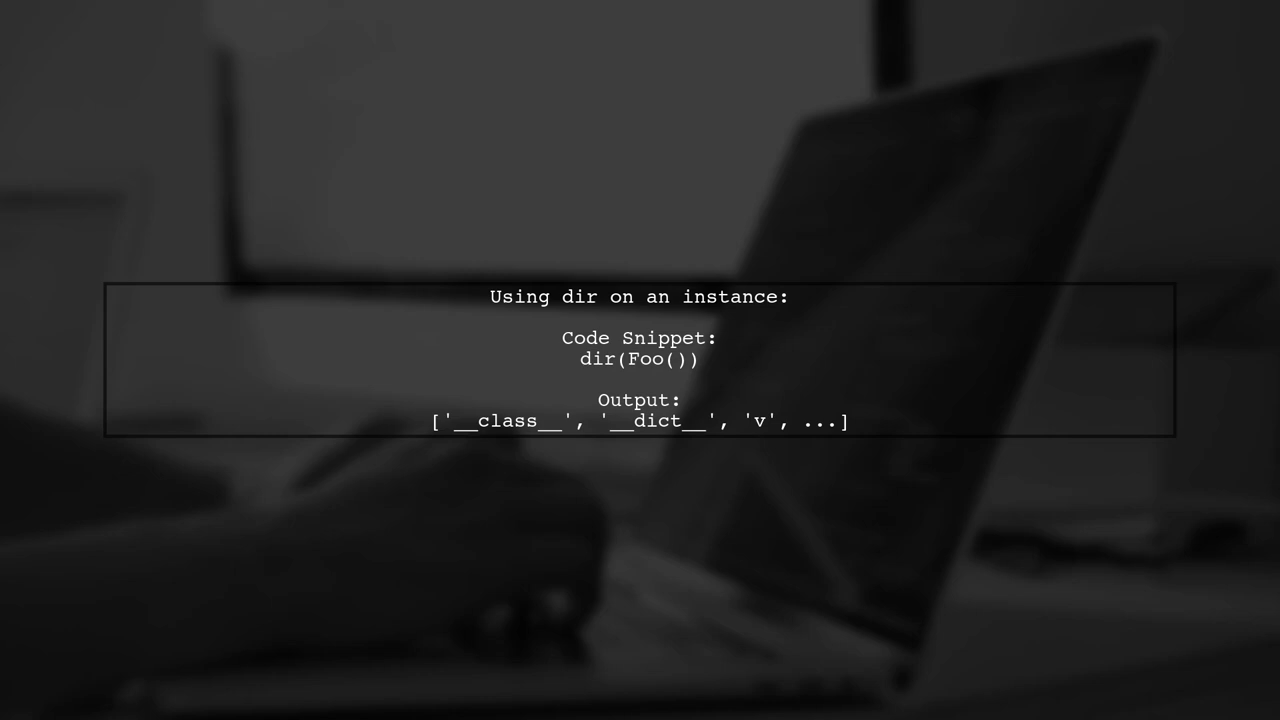 Using dir on an instance:
Code Snippet:
dir(Foo())
Output:
['__class__', '__dict__', 'v', ...]